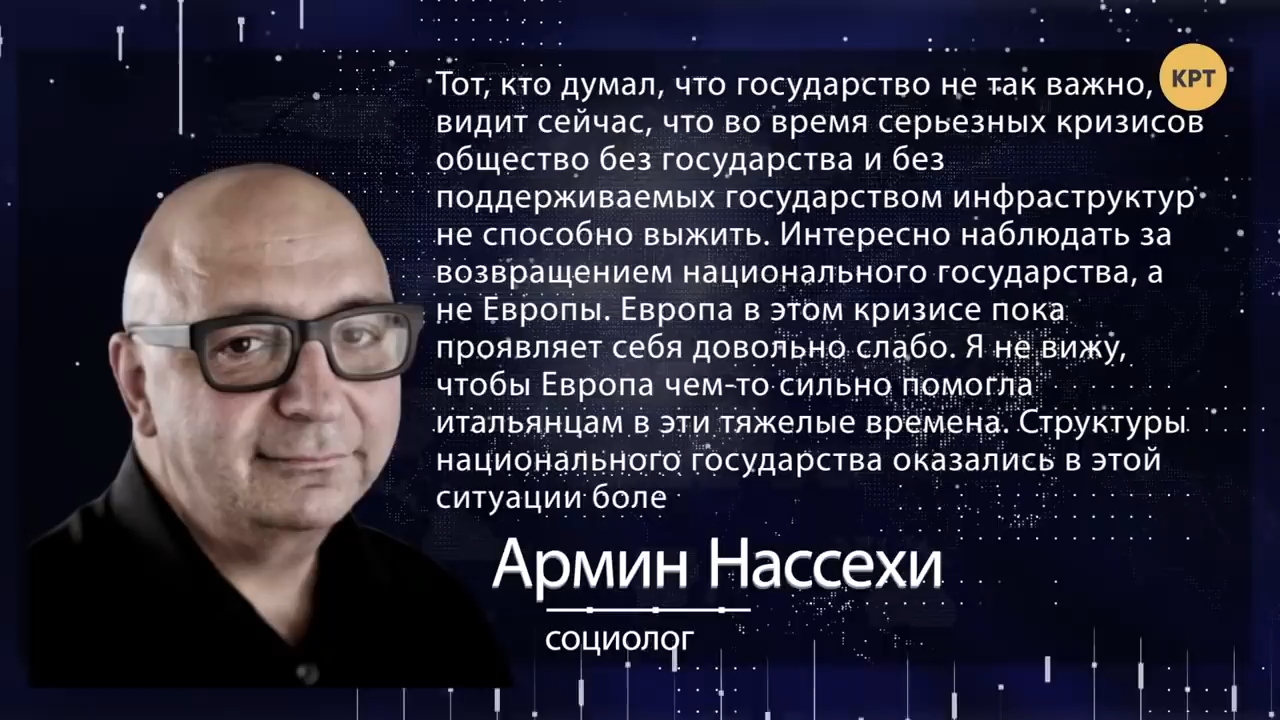 Тот, кто думал, что государство не так важно,
КРТ
видит сейчас, что во время серьезных кризисов
общество без государства и без
поддерживаемых государством инфраструктур
не способно выжить. Интересно наблюдать за
возвращением национального государства, а
не Европы. Европа в этом кризисе пока
проявляет себя довольно слабо. Я не вижу,
чтобы Европа чем-то сильно помогла
итальянцам в эти тяжелые времена. Структуры
национального государства оказались в этой
ситуации боле
Армин Нассехи
социолог